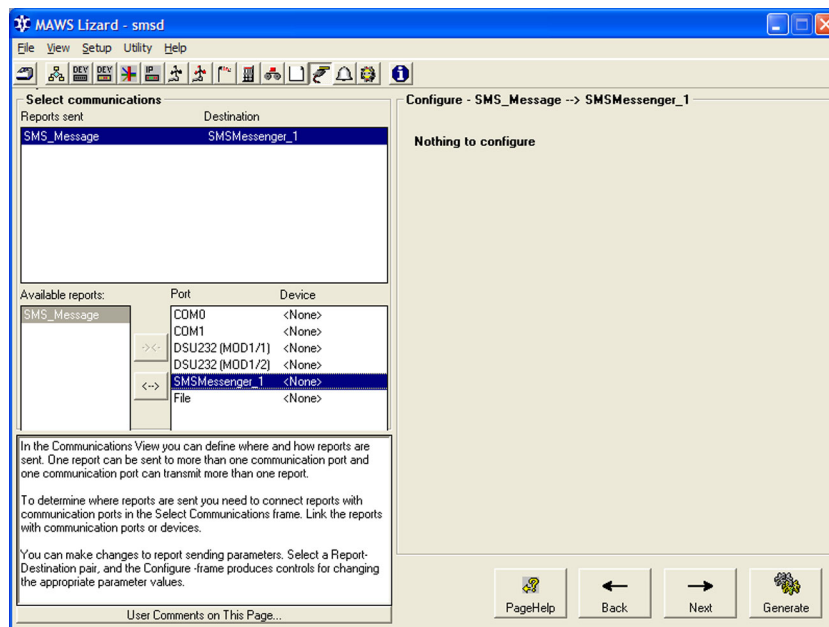 MAWS Lizard - smsd
File View Setup Utility Help
Select communications
Reports sent Destination
SMS_Message SMSMessenger_1
Available reports: Port Device
SMS_Message
COM0 <None>
COM1 <None>
DSU232 (MOD1/1) <None>
DSU232 (MOD1/2) <None>
SMSMessenger_1 <None>
File <None>
->
<-
<-->
In the Communications View you can define where and how reports are
sent. One report can be sent to more than one communication port and
one communication port can transmit more than one report.
To determine where reports are sent you need to connect reports with
communication ports in the Select Communications frame. Link the reports
with communication ports or devices.
You can make changes to report sending parameters. Select a Report-
Destination pair, and the Configure -frame produces controls for changing
the appropriate parameter values.
User Comments on This Page...
Configure - SMS_Message --> SMSMessenger_1
Nothing to configure
PageHelp Back Next Generate